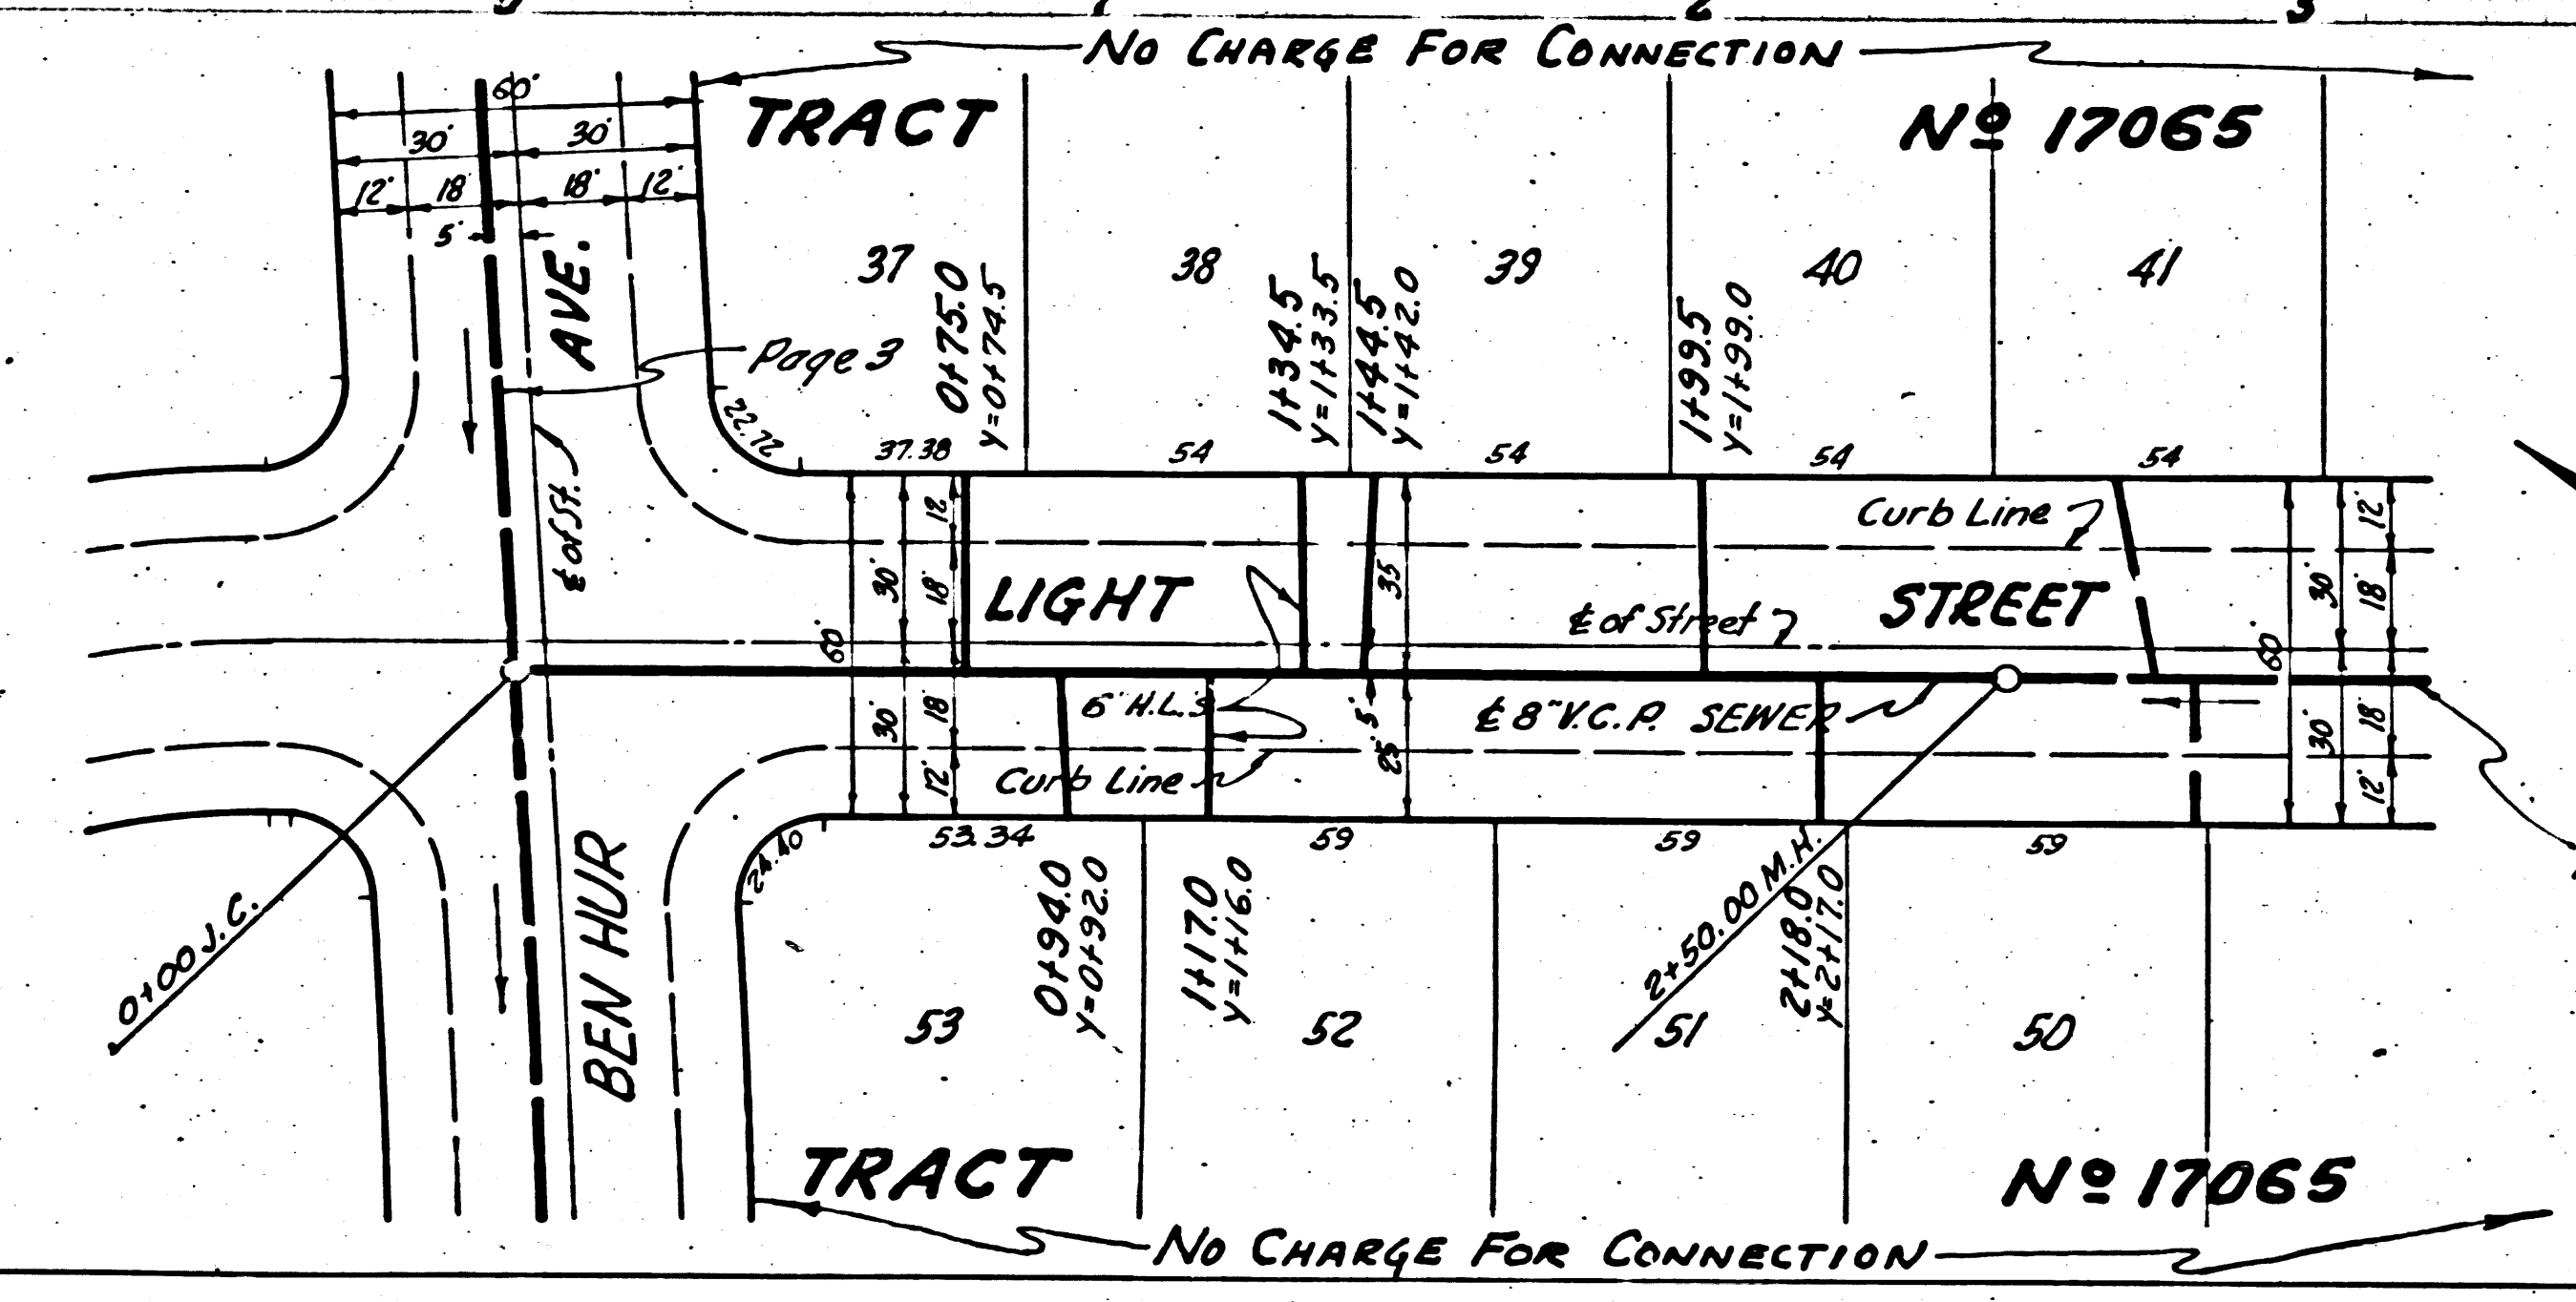 NO CHARGE FOR CONNECTION
TRACT
Nº 17065
60'
30'
30'
12'
18'
18'
12'
5'
AVE.
Page 3
¢ of St.
22.72
37
38
39
40
41
0+75.0
y=0+74.5
1+34.5
y=1+33.5
1+44.5
y=1+42.0
1+99.5
y=1+99.0
37.38
54
54
54
54
60'
30'
30'
12
18'
18'
12'
LIGHT
STREET
Curb Line
¢ of Street
35
5'
25'
6" H.L.'s
¢ 8" V.C.P. SEWER
Curb Line
60'
30'
30'
12'
18'
18'
12'
0+00 J.C.
BEN HUR
24.40
53.34
59
59
59
0+94.0
y=0+92.0
1+17.0
y=1+16.0
2+50.00 M.H.
2+18.0
y=2+17.0
53
52
51
50
TRACT
Nº 17065
NO CHARGE FOR CONNECTION